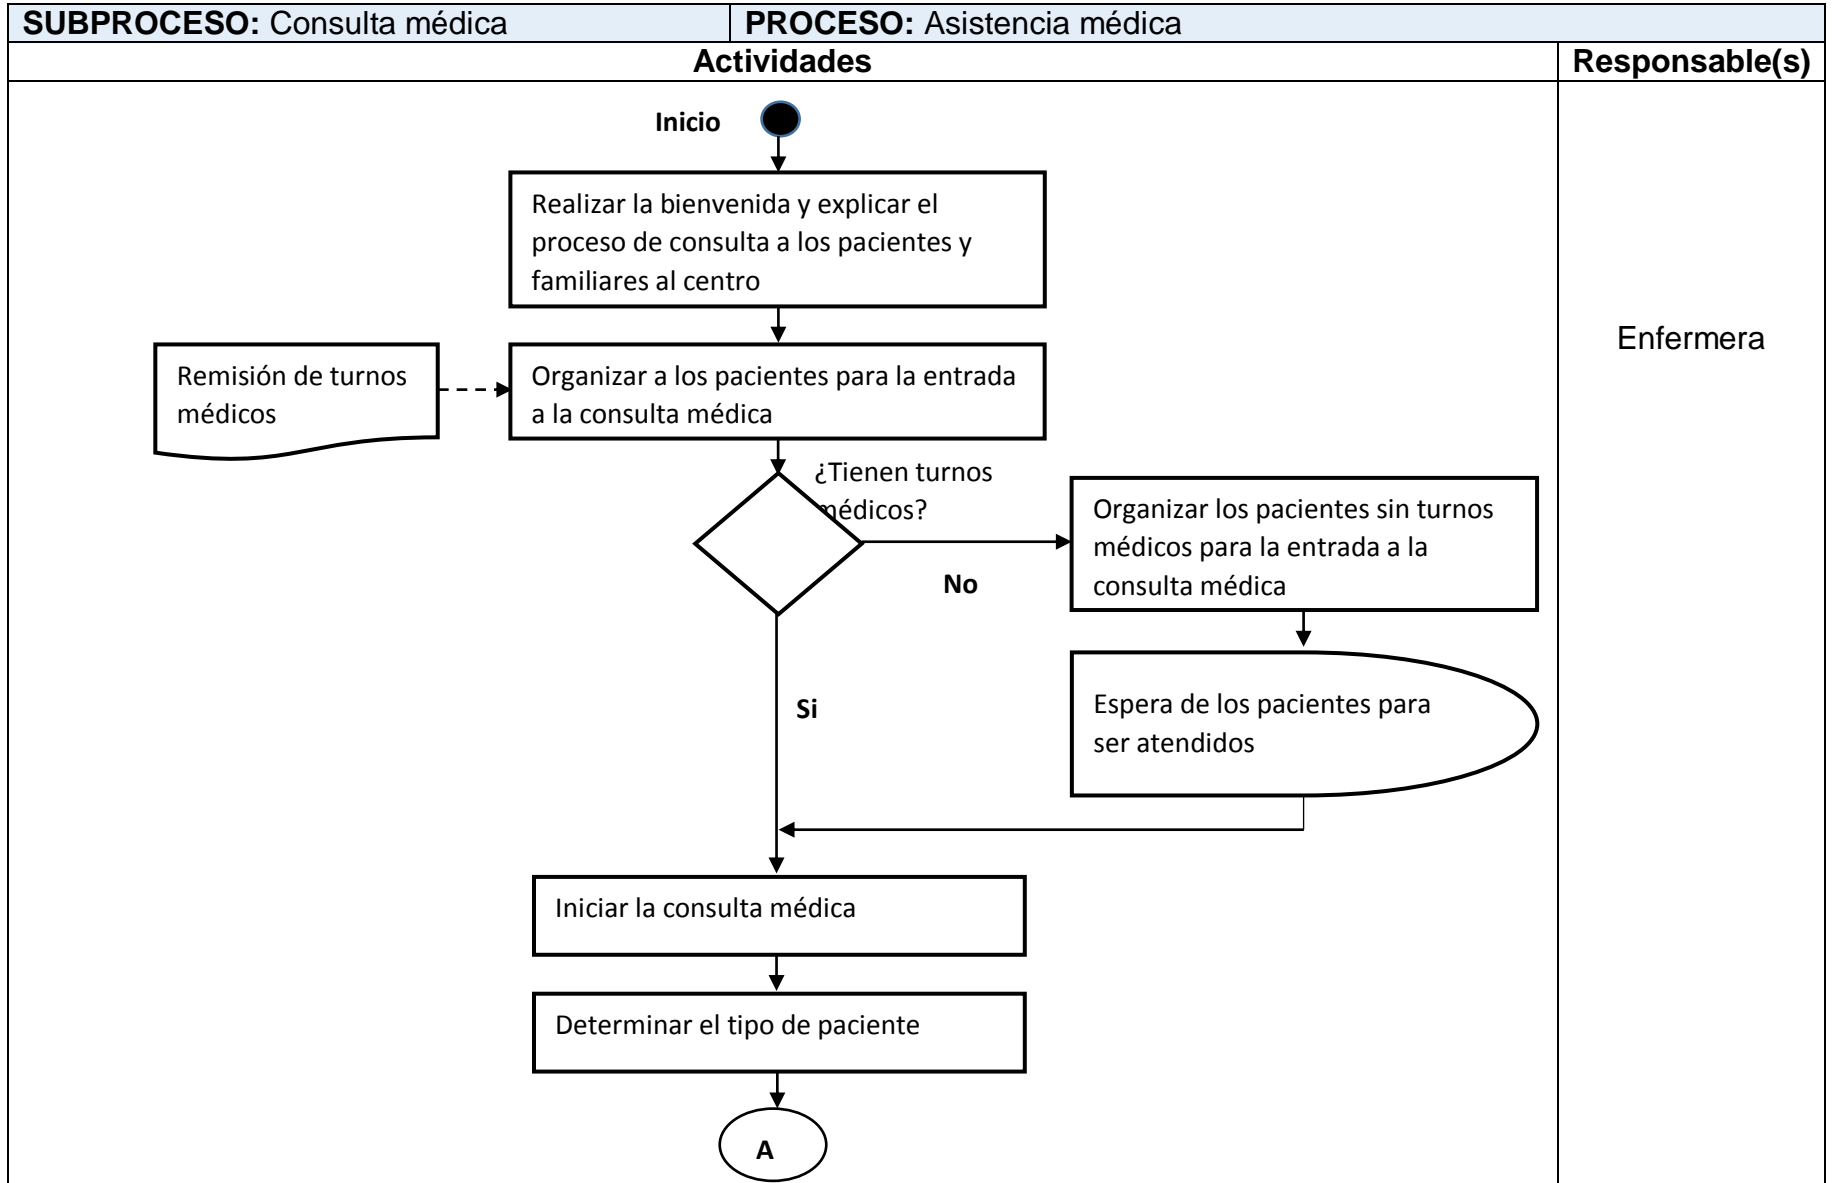 SUBPROCESO: Consulta médica
PROCESO: Asistencia médica
Actividades
Responsable(s)
Inicio
Realizar la bienvenida y explicar el
proceso de consulta a los pacientes y
familiares al centro
Enfermera
Remisión de turnos
médicos
Organizar a los pacientes para la entrada
a la consulta médica
¿Tienen turnos
médicos?
Organizar los pacientes sin turnos
médicos para la entrada a la
consulta médica
No
Si
Espera de los pacientes para
ser atendidos
Iniciar la consulta médica
Determinar el tipo de paciente
A